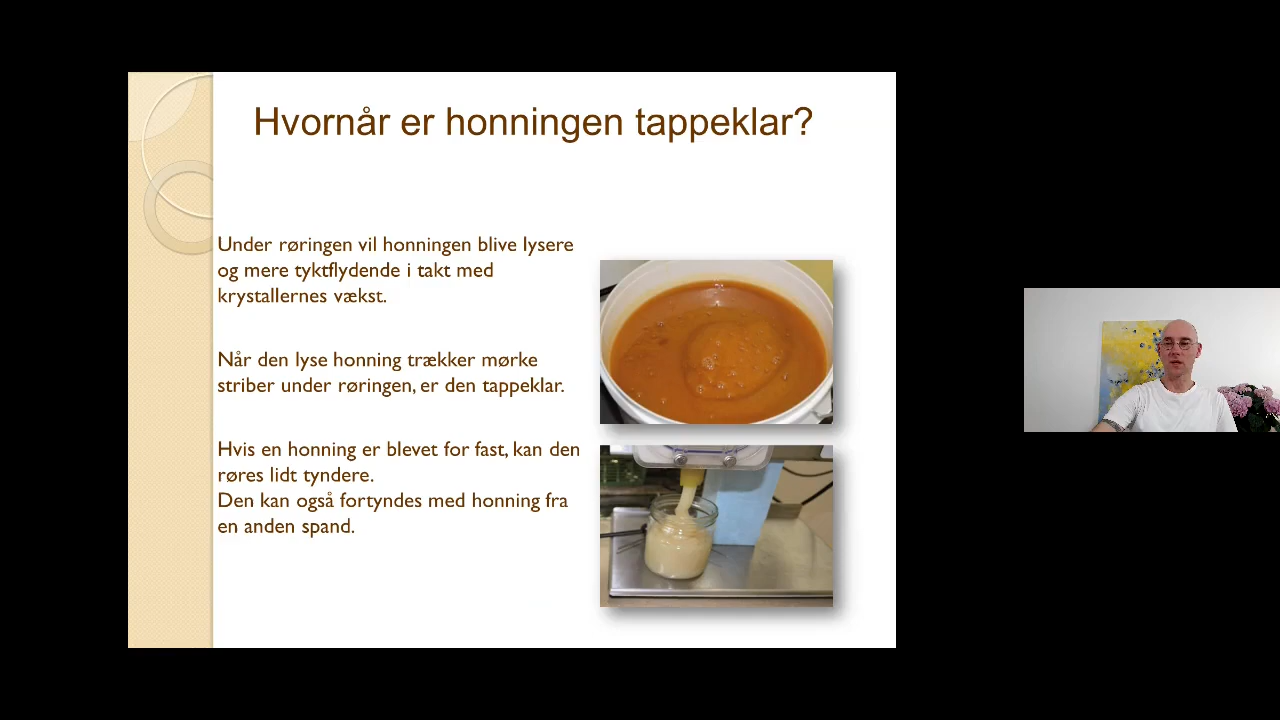 Hvornår er honningen tappeklar?
Under røringen vil honningen blive lysere
og mere tyktflydende i takt med
krystallernes vækst.
Når den lyse honning trækker mørke
striber under røringen, er den tappeklar.
Hvis en honning er blevet for fast, kan den
røres lidt tyndere.
Den kan også fortyndes med honning fra
en anden spand.